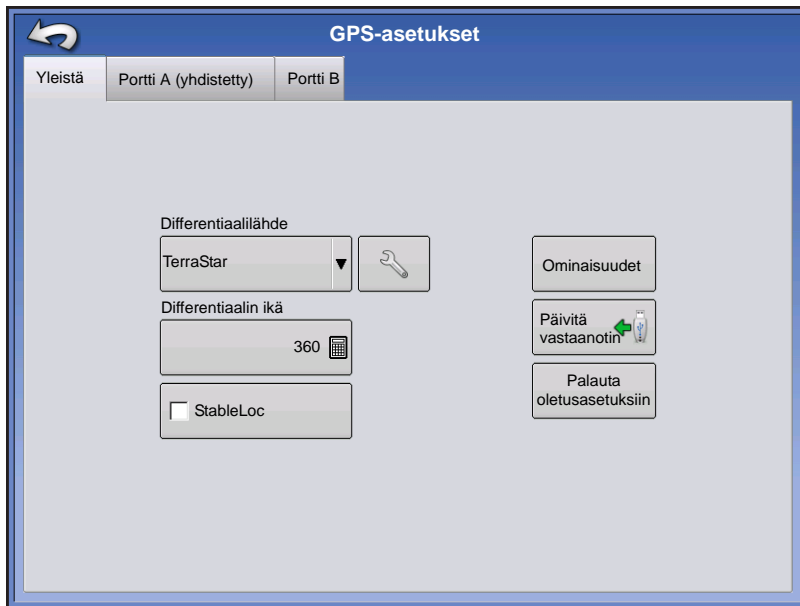 GPS-asetukset
Yleistä
Portti A (yhdistetty)
Portti B
Differentiaalilähde
TerraStar
Differentiaalin ikä
360
StableLoc
Ominaisuudet
Päivitä
vastaanotin
Palauta
oletusasetuksiin